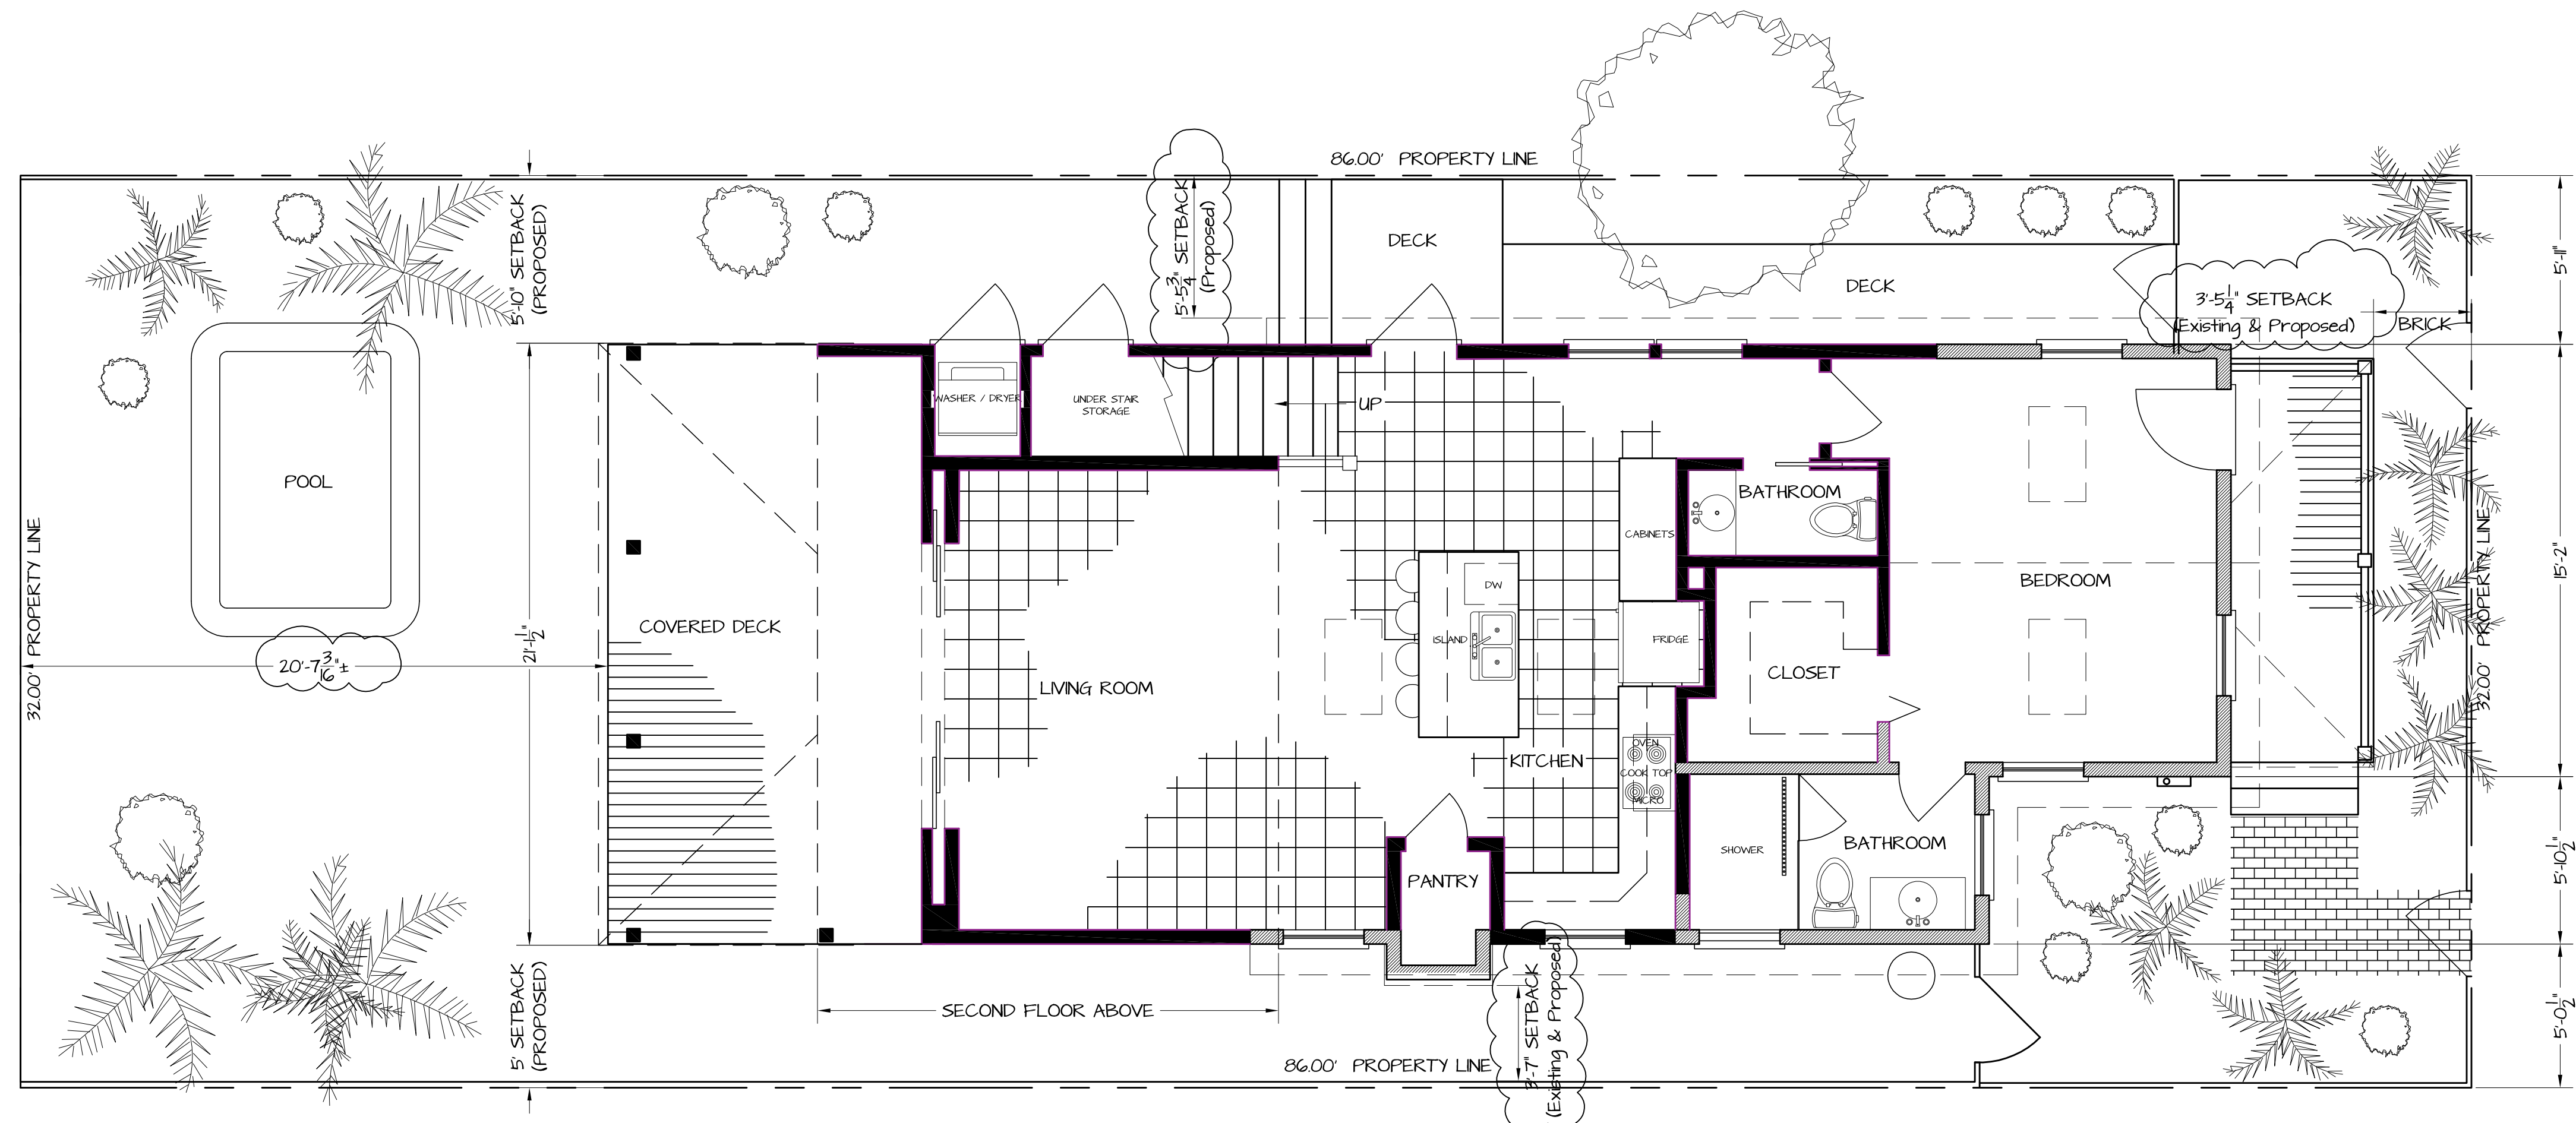 86.00' PROPERTY LINE
5'-10" SETBACK
(PROPOSED)
5'-5 3/4" SETBACK
(Proposed)
DECK
DECK
3'-5 1/4" SETBACK
(Existing & Proposed)
BRICK
5'-11"
WASHER / DRYER
UNDER STAIR
STORAGE
UP
POOL
BATHROOM
CABINETS
DW
ISLAND
FRIDGE
BEDROOM
15'-2"
32.00' PROPERTY LINE
20'-7 3/16"±
21'-1 1/2"
COVERED DECK
LIVING ROOM
CLOSET
32.00' PROPERTY LINE
KITCHEN
OVEN
COOK TOP
MICRO
SHOWER
BATHROOM
PANTRY
5'-10 1/2"
5' SETBACK
(PROPOSED)
SECOND FLOOR ABOVE
86.00' PROPERTY LINE
3'-7" SETBACK
(Existing & Proposed)
5'-0 1/2"